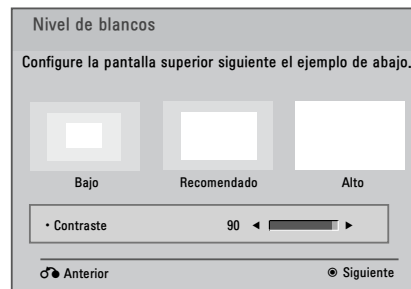 Nivel de blancos
Configure la pantalla superior siguiente el ejemplo de abajo.
Bajo Recomendado Alto
• Contraste 90 ◄ ►
Anterior ◉ Siguiente